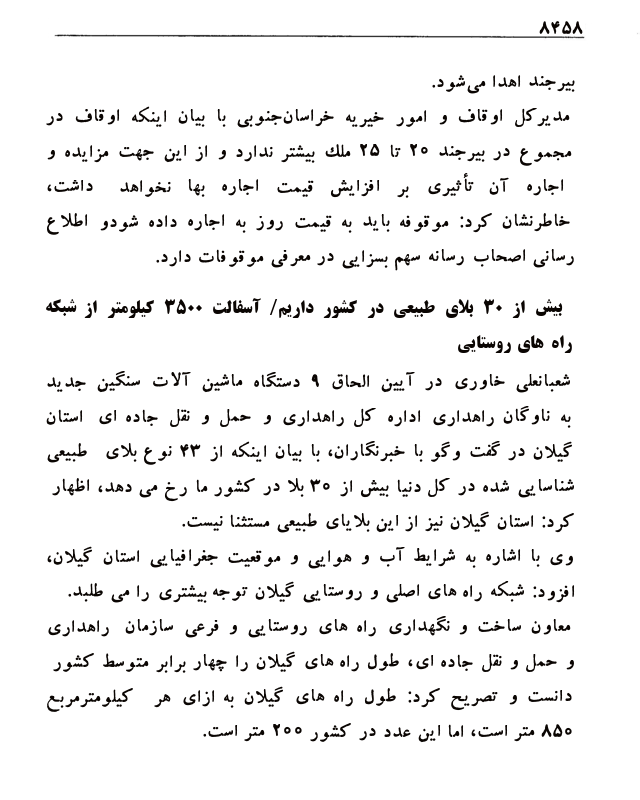 ۸۴۵۸
بیرجند اهدا می‌شود.
مدیرکل اوقاف و امور خیریه خراسان‌جنوبی با بیان اینکه اوقاف در
مجموع در بیرجند ۲۰ تا ۲۵ ملك بیشتر ندارد و از این جهت مزایده و
اجاره آن تأثیری بر افزایش قیمت اجاره بها نخواهد داشت،
خاطرنشان کرد: موقوفه باید به قیمت روز به اجاره داده شودو اطلاع
رسانی اصحاب رسانه سهم بسزایی در معرفی موقوفات دارد.
بیش از ۳۰ بلای طبیعی در کشور داریم/ آسفالت ۳۵۰۰ کیلومتر از شبکه
راه های روستایی
شعبانعلی خاوری در آیین الحاق ۹ دستگاه ماشین آلات سنگین جدید
به ناوگان راهداری اداره کل راهداری و حمل و نقل جاده ای استان
گیلان در گفت وگو با خبرنگاران، با بیان اینکه از ۴۳ نوع بلای طبیعی
شناسایی شده در کل دنیا بیش از ۳۰ بلا در کشور ما رخ می دهد، اظهار
کرد: استان گیلان نیز از این بلایای طبیعی مستثنا نیست.
وی با اشاره به شرایط آب و هوایی و موقعیت جغرافیایی استان گیلان،
افزود: شبکه راه های اصلی و روستایی گیلان توجه بیشتری را می طلبد.
معاون ساخت و نگهداری راه های روستایی و فرعی سازمان راهداری
و حمل و نقل جاده ای، طول راه های گیلان را چهار برابر متوسط کشور
دانست و تصریح کرد: طول راه های گیلان به ازای هر کیلومترمربع
۸۵۰ متر است، اما این عدد در کشور ۲۰۰ متر است.